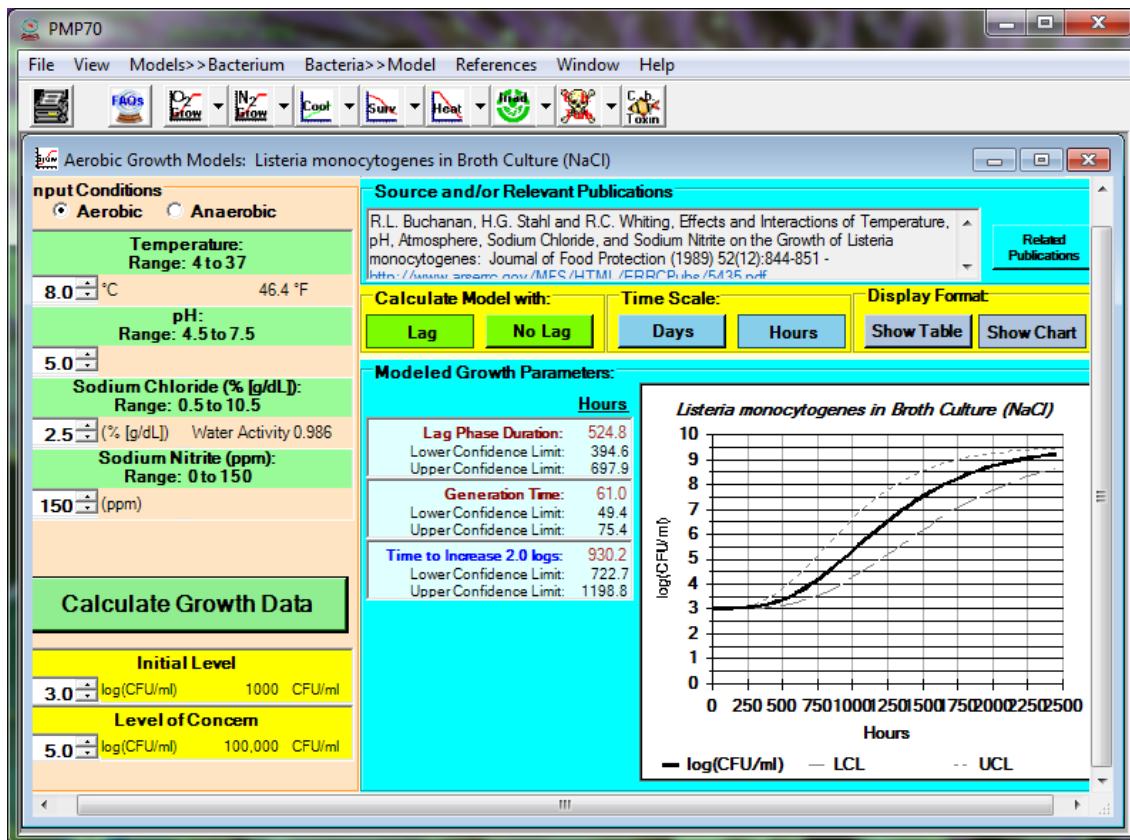 PMP70
File View Models>>Bacterium Bacteria>>Model References Window Help
FAQs O2 Grow N2 Grow Cool Surv Heat C.b. Toxin
Aerobic Growth Models: Listeria monocytogenes in Broth Culture (NaCl)
nput Conditions
Aerobic Anaerobic
Temperature:
Range: 4 to 37
8.0 °C 46.4 °F
pH:
Range: 4.5 to 7.5
5.0
Sodium Chloride (% [g/dL]):
Range: 0.5 to 10.5
2.5 (% [g/dL]) Water Activity 0.986
Sodium Nitrite (ppm):
Range: 0 to 150
150 (ppm)
Calculate Growth Data
Initial Level
3.0 log(CFU/ml) 1000 CFU/ml
Level of Concern
5.0 log(CFU/ml) 100,000 CFU/ml
Source and/or Relevant Publications
R.L. Buchanan, H.G. Stahl and R.C. Whiting, Effects and Interactions of Temperature,
pH, Atmosphere, Sodium Chloride, and Sodium Nitrite on the Growth of Listeria
monocytogenes: Journal of Food Protection (1989) 52(12):844-851 -
http://www.arserrc.gov/MFS/HTML/ERRCPubs/5435.pdf
Related
Publications
Calculate Model with: Time Scale: Display Format:
Lag No Lag Days Hours Show Table Show Chart
Modeled Growth Parameters:
Hours
Lag Phase Duration: 524.8
Lower Confidence Limit: 394.6
Upper Confidence Limit: 697.9
Generation Time: 61.0
Lower Confidence Limit: 49.4
Upper Confidence Limit: 75.4
Time to Increase 2.0 logs: 930.2
Lower Confidence Limit: 722.7
Upper Confidence Limit: 1198.8
Listeria monocytogenes in Broth Culture (NaCl)
log(CFU/ml)
10
9
8
7
6
5
4
3
2
1
0
0 250 500 750 1000 1250 1500 1750 2000 2250 2500
Hours
log(CFU/ml) LCL UCL